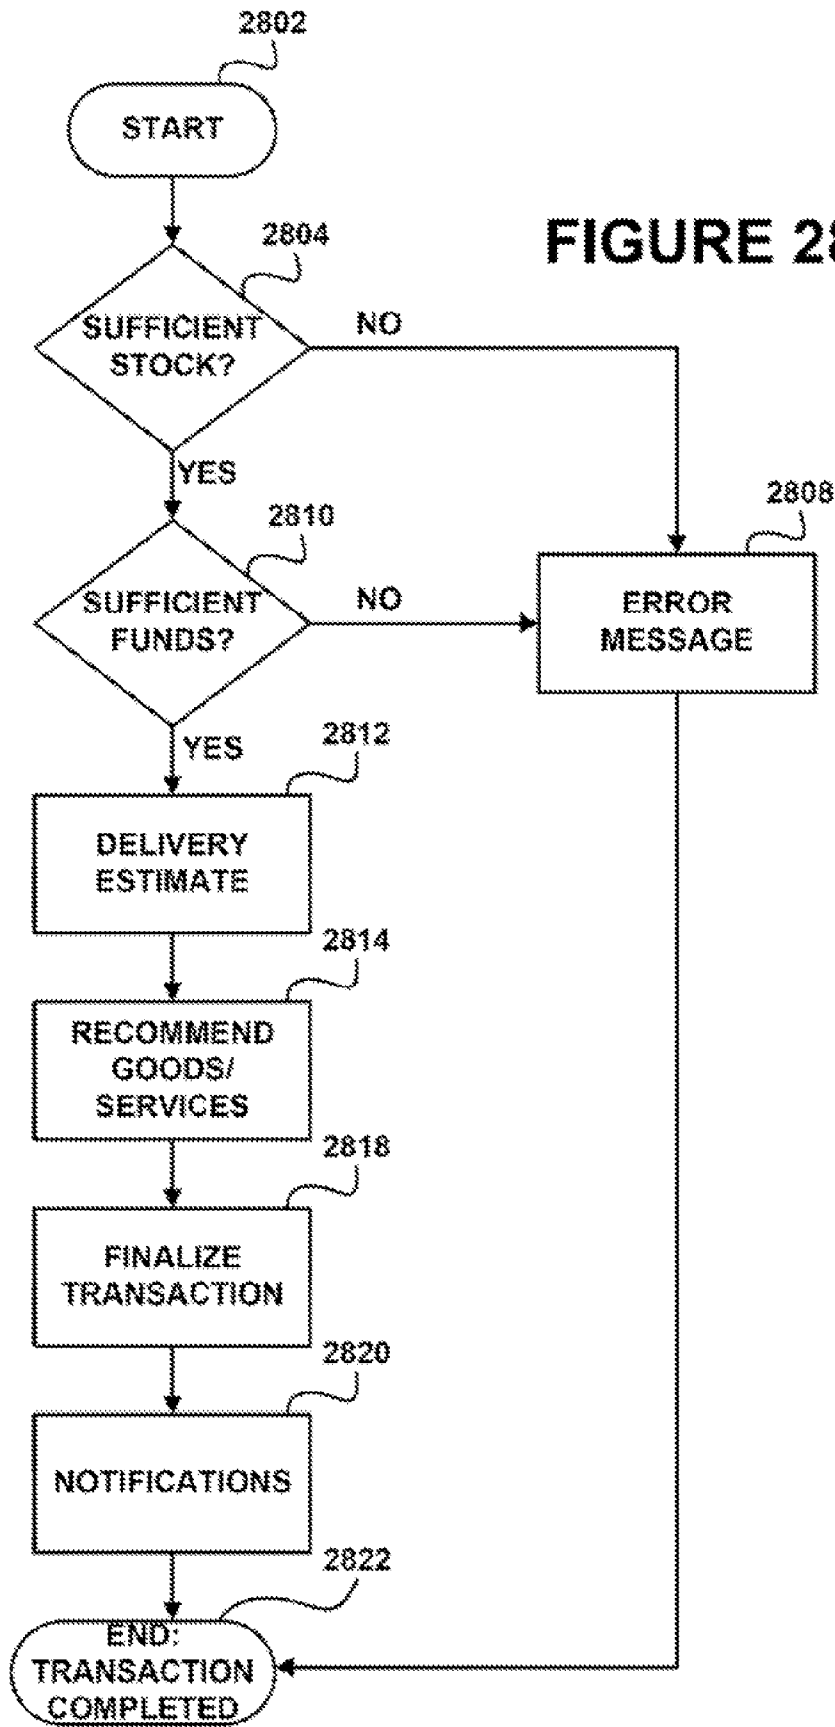 2802
START
FIGURE 28
2804
SUFFICIENT
STOCK?
NO
YES
2808
2810
SUFFICIENT
FUNDS?
NO
ERROR
MESSAGE
YES
2812
DELIVERY
ESTIMATE
2814
RECOMMEND
GOODS/
SERVICES
2818
FINALIZE
TRANSACTION
2820
NOTIFICATIONS
2822
END:
TRANSACTION
COMPLETED